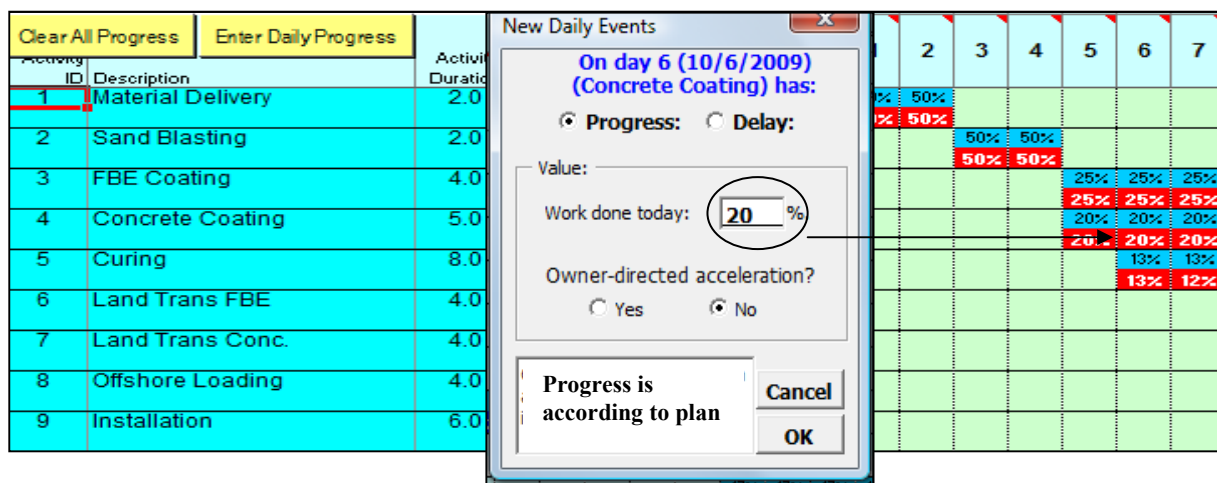 Clear All Progress Enter Daily Progress
New Daily Events
X
On day 6 (10/6/2009)
(Concrete Coating) has:
Progress: Delay:
Value:
Work done today: 20 %
Owner-directed acceleration?
Yes No
Progress is
according to plan
Cancel
OK
ID Description 2 3 4 5 6 7
1 Material Delivery 2.0 50%
50%
2 Sand Blasting 2.0 50% 50%
50% 50%
3 FBE Coating 4.0 25% 25% 25%
25% 25% 25%
4 Concrete Coating 5.0 20% 20% 20%
20% 20% 20%
5 Curing 8.0 13% 13%
13% 12%
6 Land Trans FBE 4.0
7 Land Trans Conc. 4.0
8 Offshore Loading 4.0
9 Installation 6.0